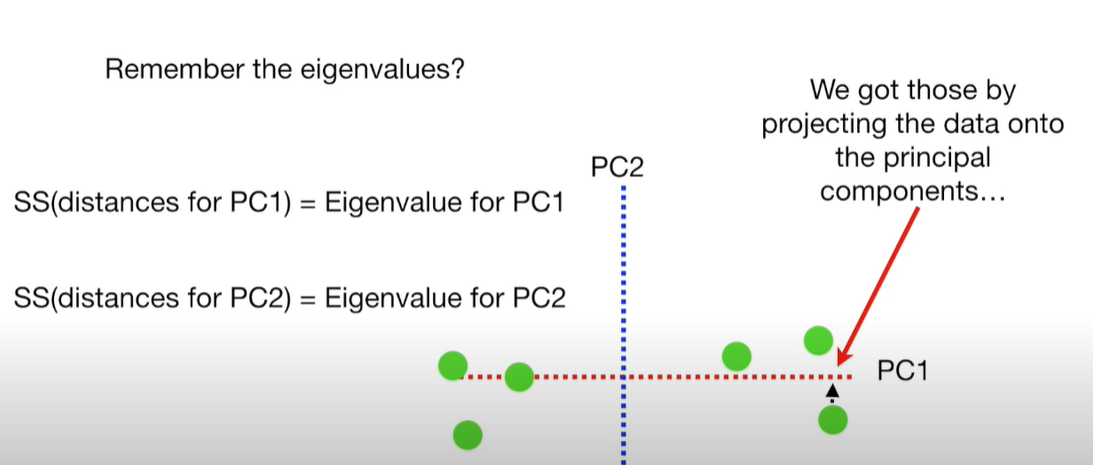 Remember the eigenvalues?
We got those by
projecting the data onto
the principal
components...
PC2
SS(distances for PC1) = Eigenvalue for PC1
SS(distances for PC2) = Eigenvalue for PC2
PC1